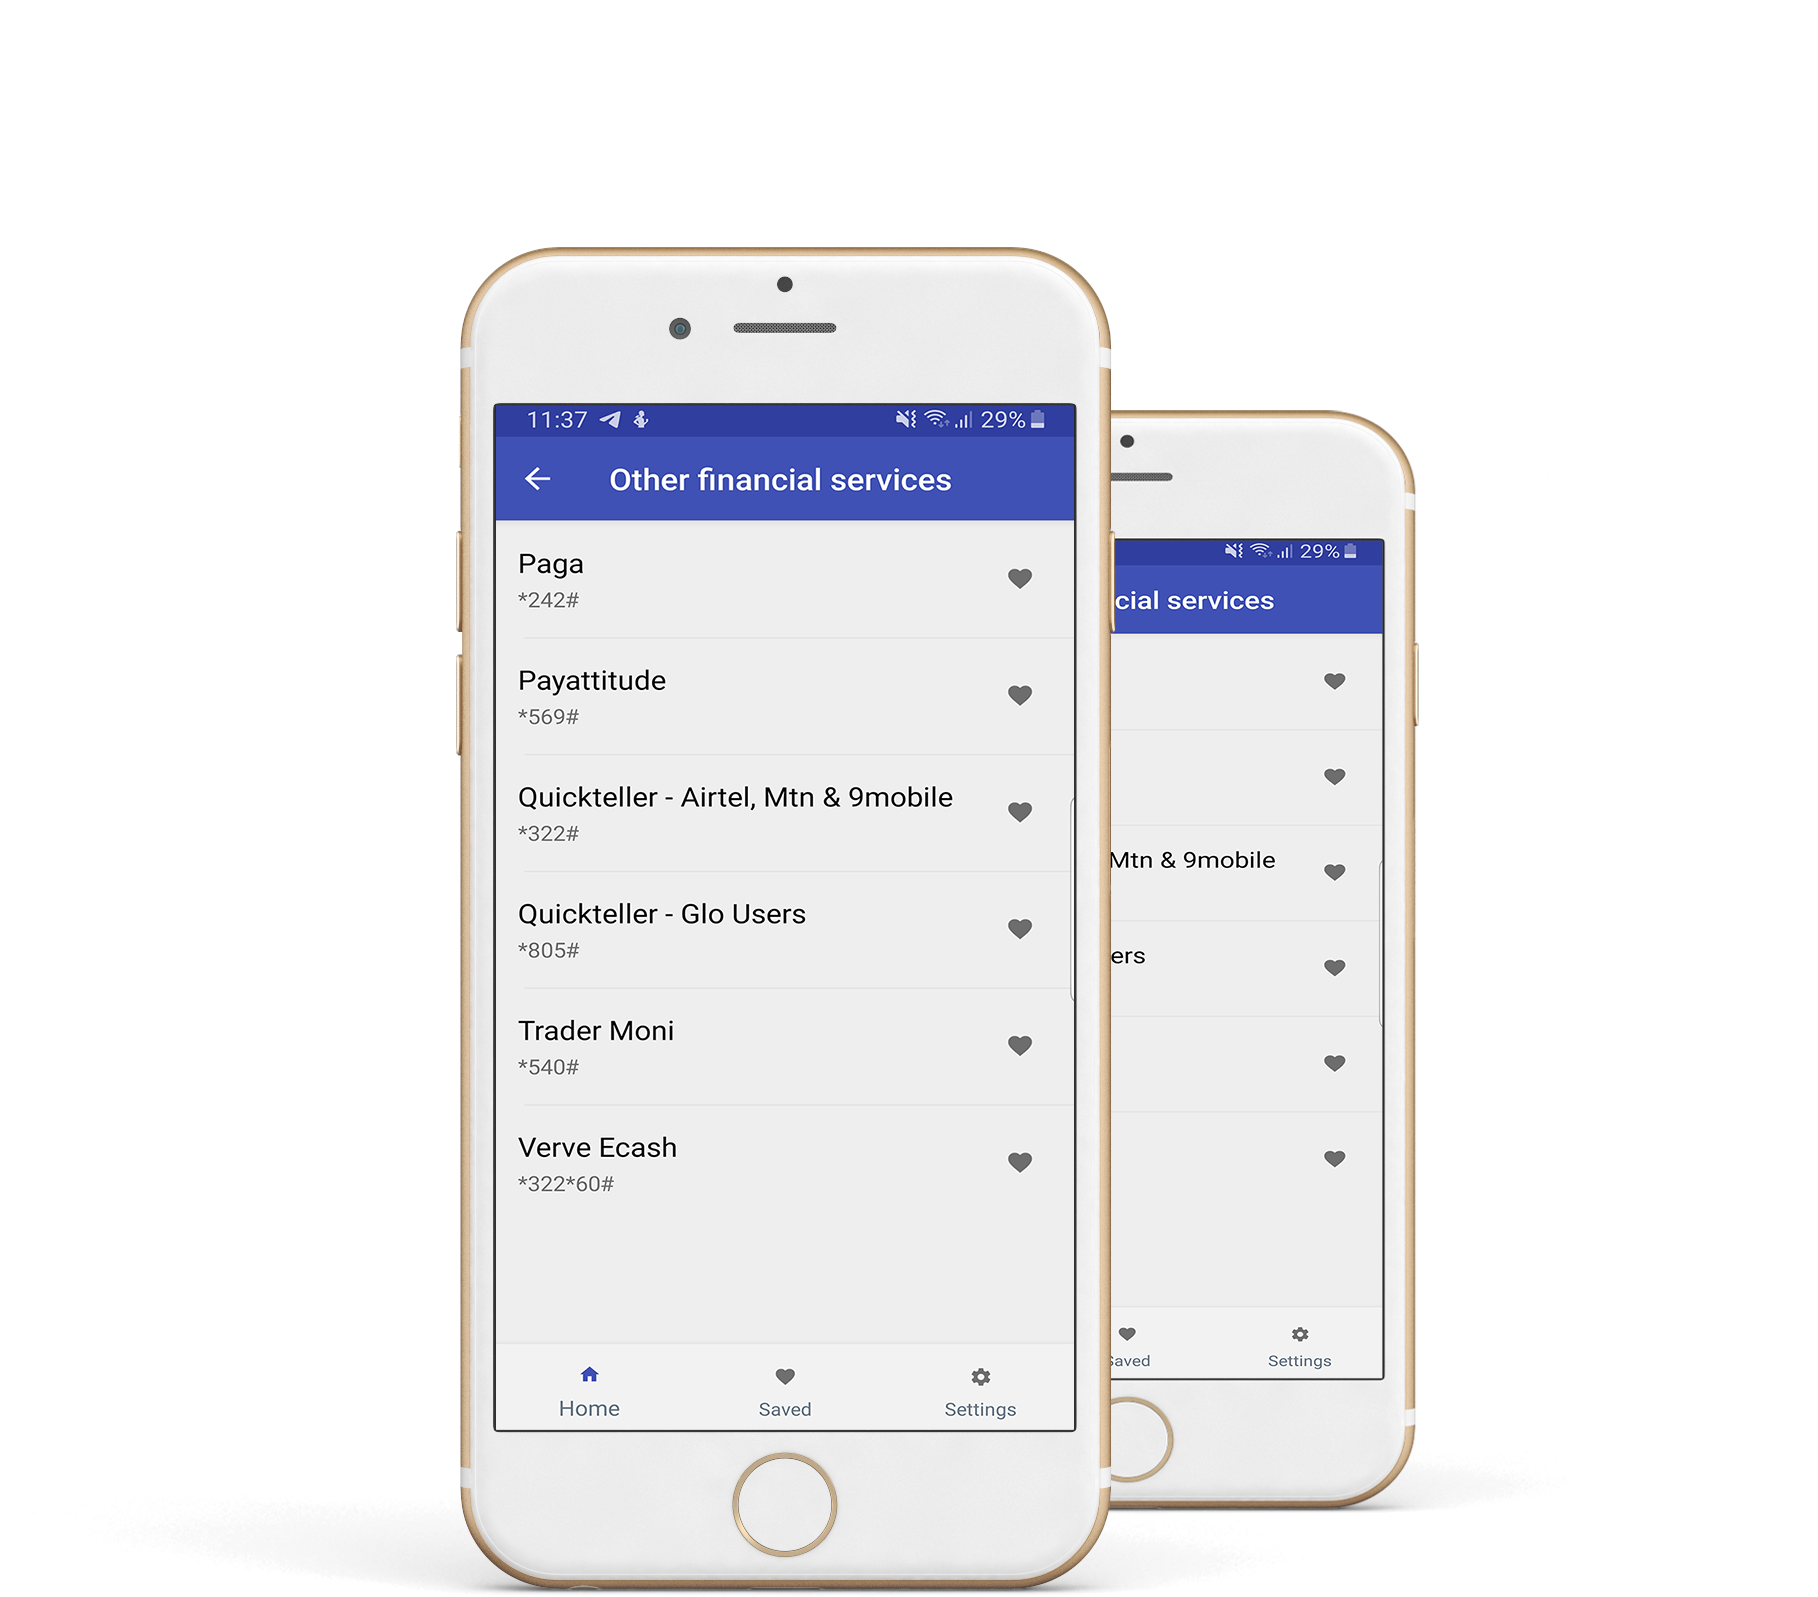 11:37 29%
Other financial services
Paga
*242#
Payattitude
*569#
Quickteller - Airtel, Mtn & 9mobile
*322#
Quickteller - Glo Users
*805#
Trader Moni
*540#
Verve Ecash
*322*60#
Home Saved Settings
29%
cial services
Mtn & 9mobile
ers
Saved Settings